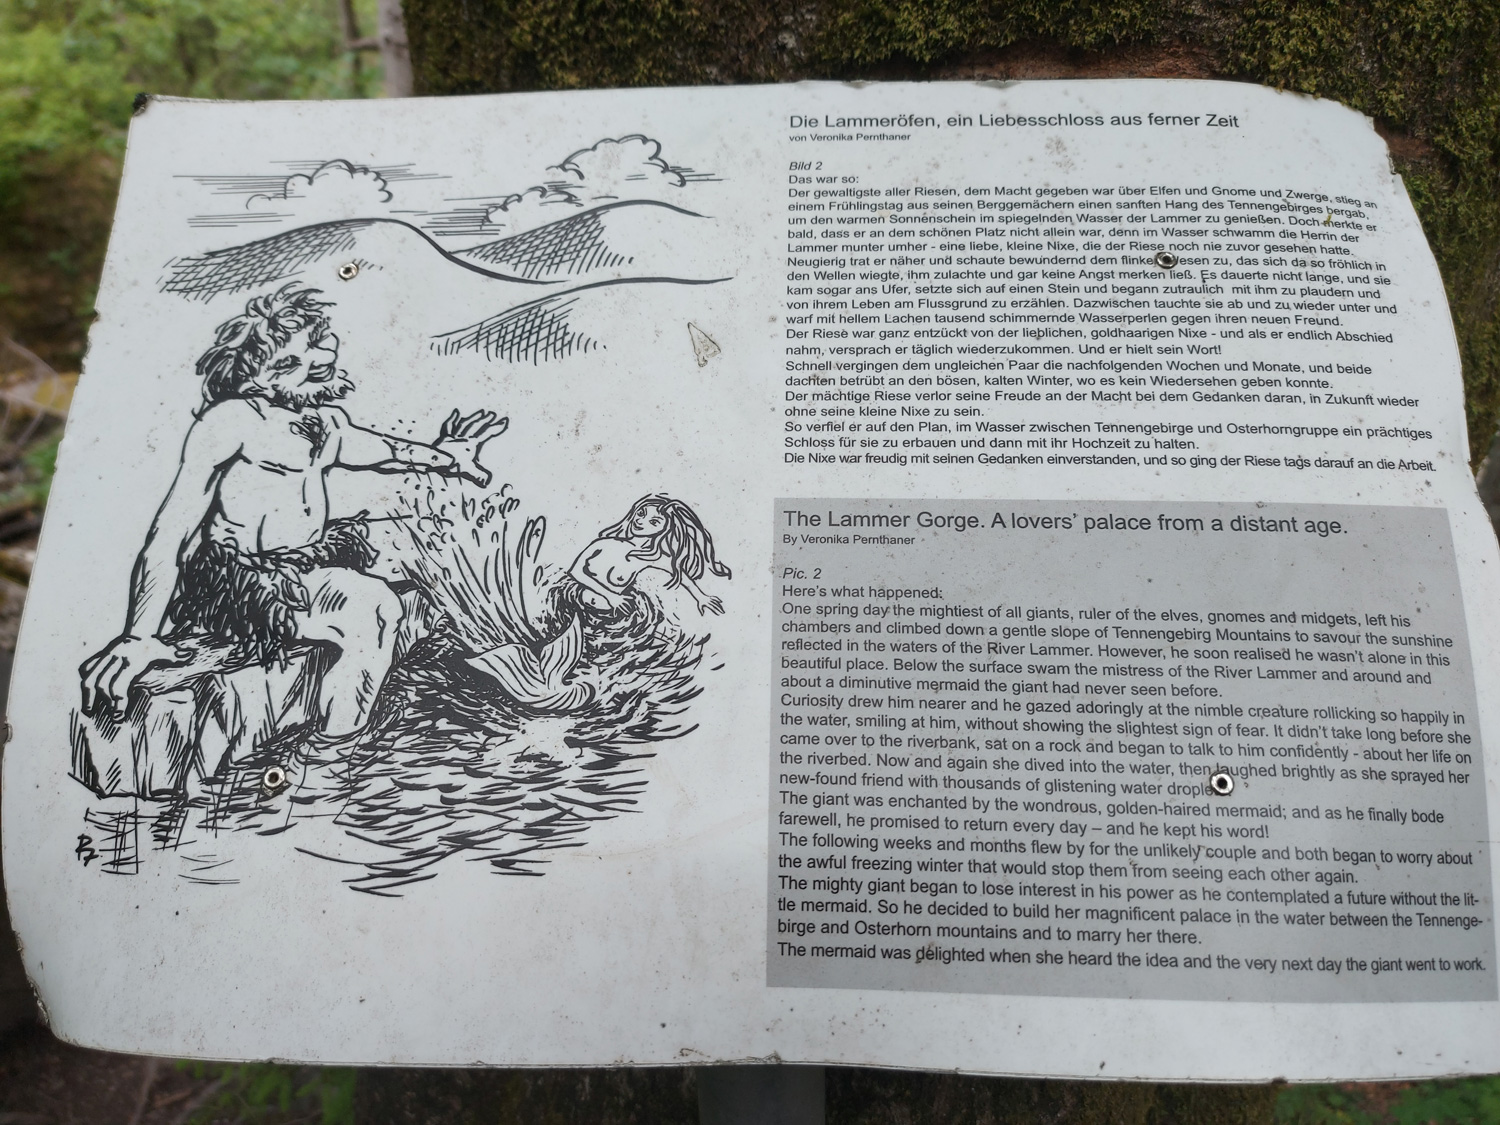 Die Lammeröfen, ein Liebesschloss aus ferner Zeit
von Veronika Pernthaner
Bild 2
Das war so:
Der gewaltigste aller Riesen, dem Macht gegeben war über Elfen und Gnome und Zwerge, stieg an
einem Frühlingstag aus seinen Berggemächern einen sanften Hang des Tennengebirges bergab,
um den warmen Sonnenschein im spiegelnden Wasser der Lammer zu genießen. Doch merkte er
bald, dass er an dem schönen Platz nicht allein war, denn im Wasser schwamm die Herrin der
Lammer munter umher - eine liebe, kleine Nixe, die der Riese noch nie zuvor gesehen hatte.
Neugierig trat er näher und schaute bewundernd dem flinken Wesen zu, das sich da so fröhlich in
den Wellen wiegte, ihm zulachte und gar keine Angst merken ließ. Es dauerte nicht lange, und sie
kam sogar ans Ufer, setzte sich auf einen Stein und begann zutraulich mit ihm zu plaudern und
von ihrem Leben am Flussgrund zu erzählen. Dazwischen tauchte sie ab und zu wieder unter und
warf mit hellem Lachen tausend schimmernde Wasserperlen gegen ihren neuen Freund.
Der Riese war ganz entzückt von der lieblichen, goldhaarigen Nixe - und als er endlich Abschied
nahm, versprach er täglich wiederzukommen. Und er hielt sein Wort!
Schnell vergingen dem ungleichen Paar die nachfolgenden Wochen und Monate, und beide
dachten betrübt an den bösen, kalten Winter, wo es kein Wiedersehen geben konnte.
Der mächtige Riese verlor seine Freude an der Macht bei dem Gedanken daran, in Zukunft wieder
ohne seine kleine Nixe zu sein.
So verfiel er auf den Plan, im Wasser zwischen Tennengebirge und Osterhorngruppe ein prächtiges
Schloss für sie zu erbauen und dann mit ihr Hochzeit zu halten.
Die Nixe war freudig mit seinen Gedanken einverstanden, und so ging der Riese tags darauf an die Arbeit.
The Lammer Gorge. A lovers' palace from a distant age.
By Veronika Pernthaner
Pic. 2
Here's what happened:
One spring day the mightiest of all giants, ruler of the elves, gnomes and midgets, left his
chambers and climbed down a gentle slope of Tennengebirg Mountains to savour the sunshine
reflected in the waters of the River Lammer. However, he soon realised he wasn't alone in this
beautiful place. Below the surface swam the mistress of the River Lammer and around and
about a diminutive mermaid the giant had never seen before.
Curiosity drew him nearer and he gazed adoringly at the nimble creature rollicking so happily in
the water, smiling at him, without showing the slightest sign of fear. It didn't take long before she
came over to the riverbank, sat on a rock and began to talk to him confidently - about her life on
the riverbed. Now and again she dived into the water, then laughed brightly as she sprayed her
new-found friend with thousands of glistening water
The giant was enchanted by the wondrous, golden-haired mermaid; and as he finally bode
farewell, he promised to return every day – and he kept his word!
The following weeks and months flew by for the unlikely couple and both began to worry about
the awful freezing winter that would stop them from seeing each other again.
The mighty giant began to lose interest in his power as he contemplated a future without the lit-
tle mermaid. So he decided to build her magnificent palace in the water between the Tennenge-
birge and Osterhorn mountains and to marry her there.
The mermaid was delighted when she heard the idea and the very next day the giant went to work.